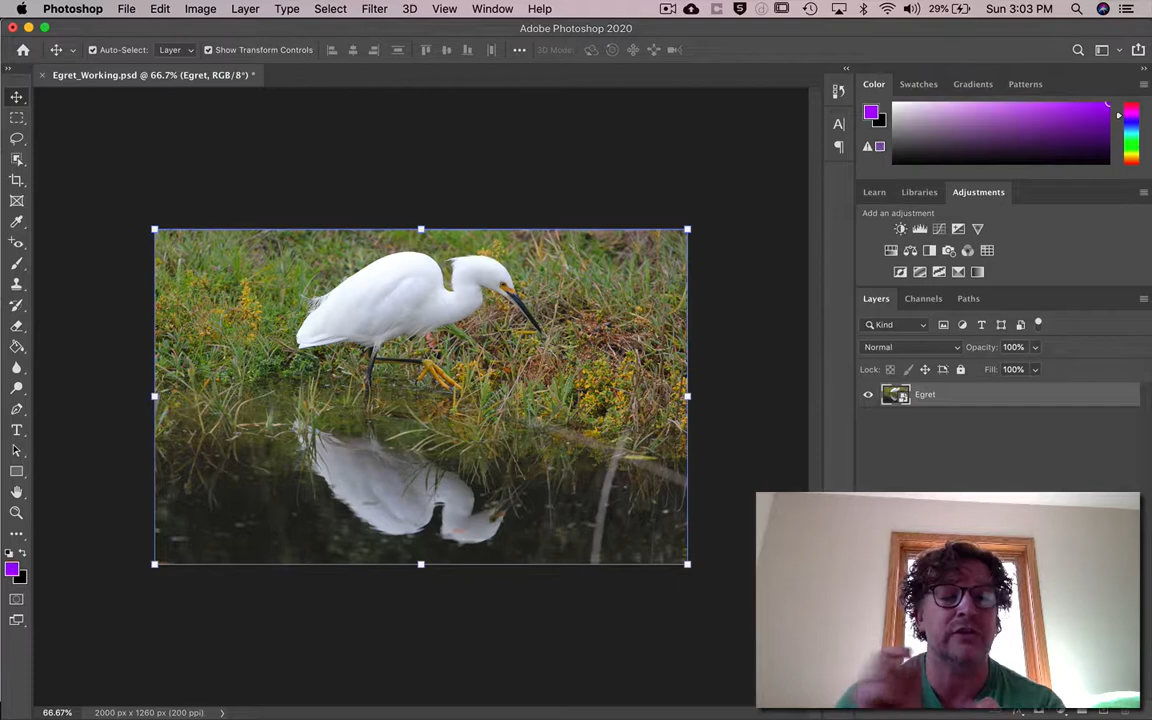 Photoshop File Edit Image Layer Type Select Filter 3D View Window Help 29% Sun 3:03 PM
Adobe Photoshop 2020
Auto-Select: Layer Show Transform Controls 3D Mode:
Egret_Working.psd @ 66.7% (Egret, RGB/8*) *
Color Swatches Gradients Patterns
Learn Libraries Adjustments
Add an adjustment
Layers Channels Paths
Kind
Normal Opacity: 100%
Lock: Fill: 100%
Egret
66.67% 2000 px x 1260 px (200 ppi)